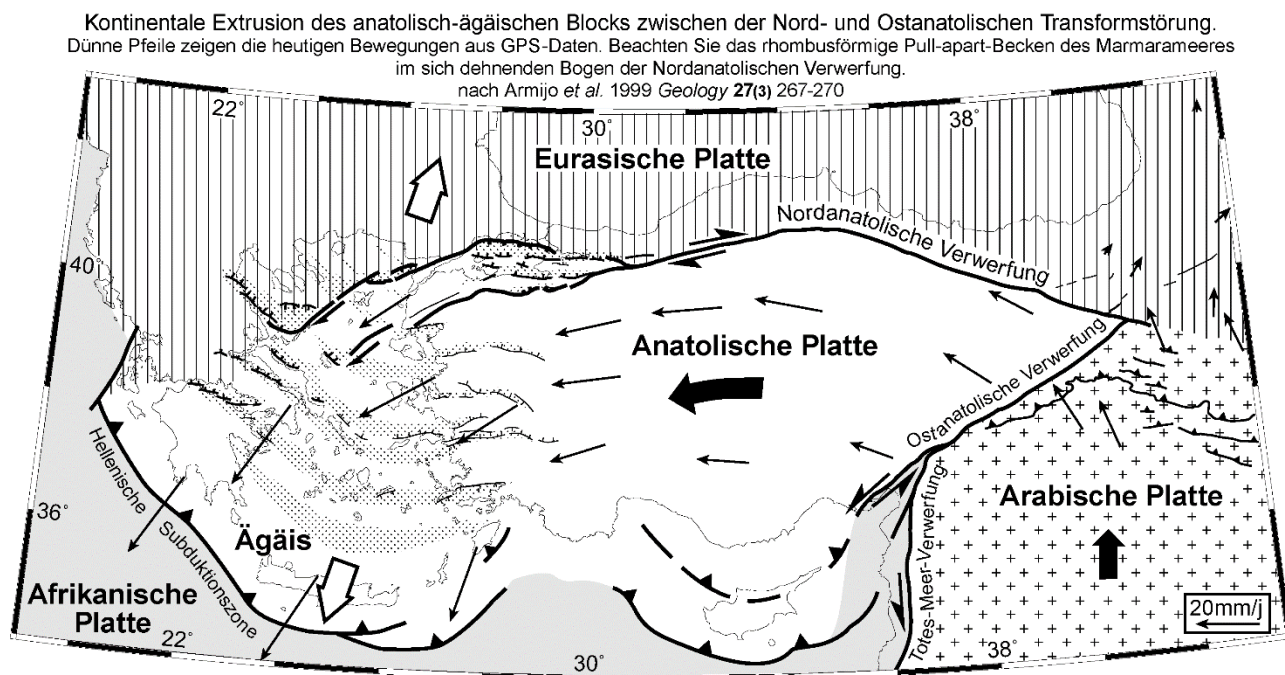 Kontinentale Extrusion des anatolisch-ägäischen Blocks zwischen der Nord- und Ostanatolischen Transformstörung.
Dünne Pfeile zeigen die heutigen Bewegungen aus GPS-Daten. Beachten Sie das rhombusförmige Pull-apart-Becken des Marmarameeres
im sich dehnenden Bogen der Nordanatolischen Verwerfung.
nach Armijo et al. 1999 Geology 27(3) 267-270
22°
30°
38°
Eurasische Platte
Nordanatolische Verwerfung
40
Anatolische Platte
Ostanatolische Verwerfung
Hellenische Subduktionszone
Arabische Platte
36°
Ägäis
Totes-Meer-Verwerfung
Afrikanische
Platte
20mm/j
22°
30°
38°